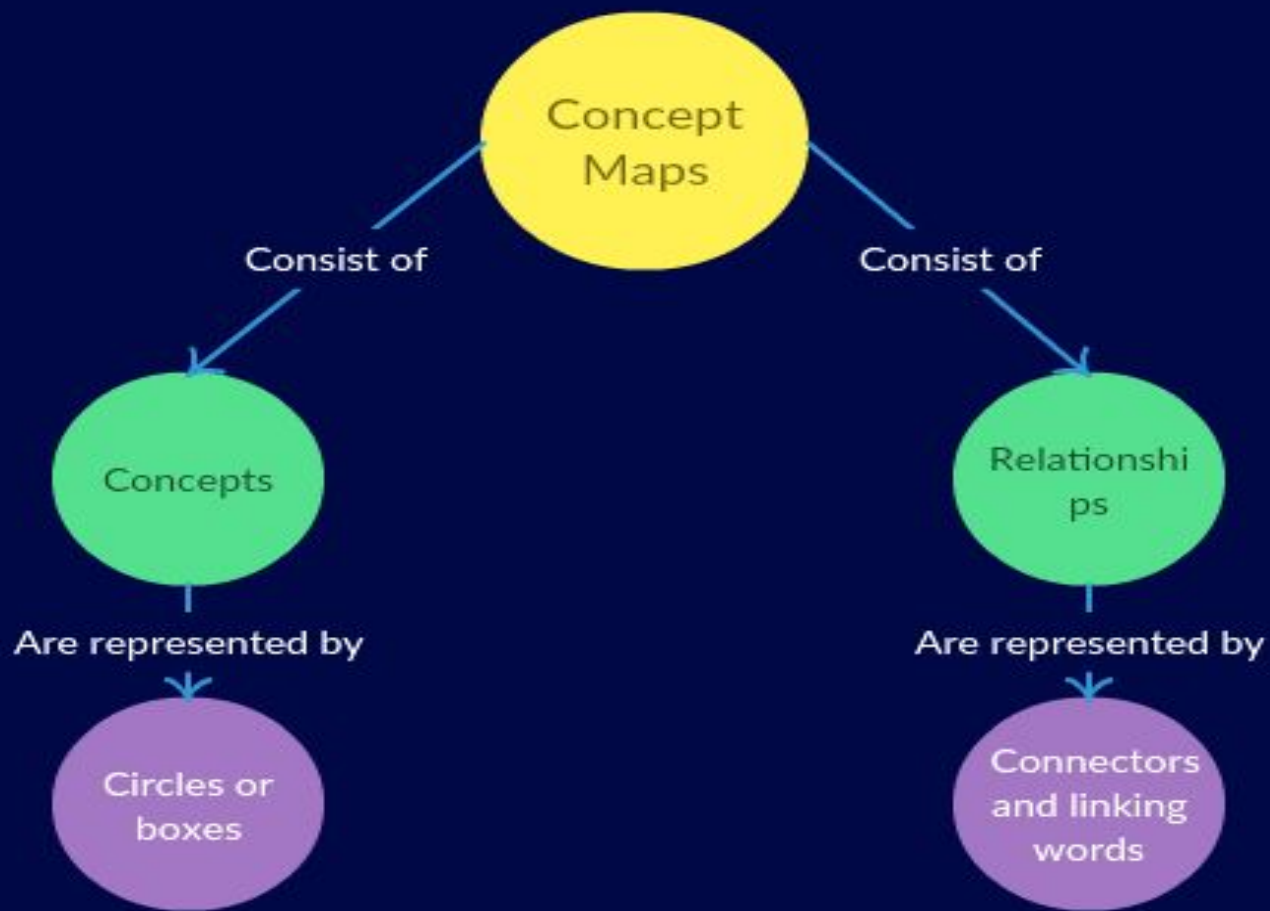 Concept
Maps
Consist of
Consist of
Concepts
Relationshi
ps
Are represented by
Are represented by
Circles or
boxes
Connectors
and linking
words